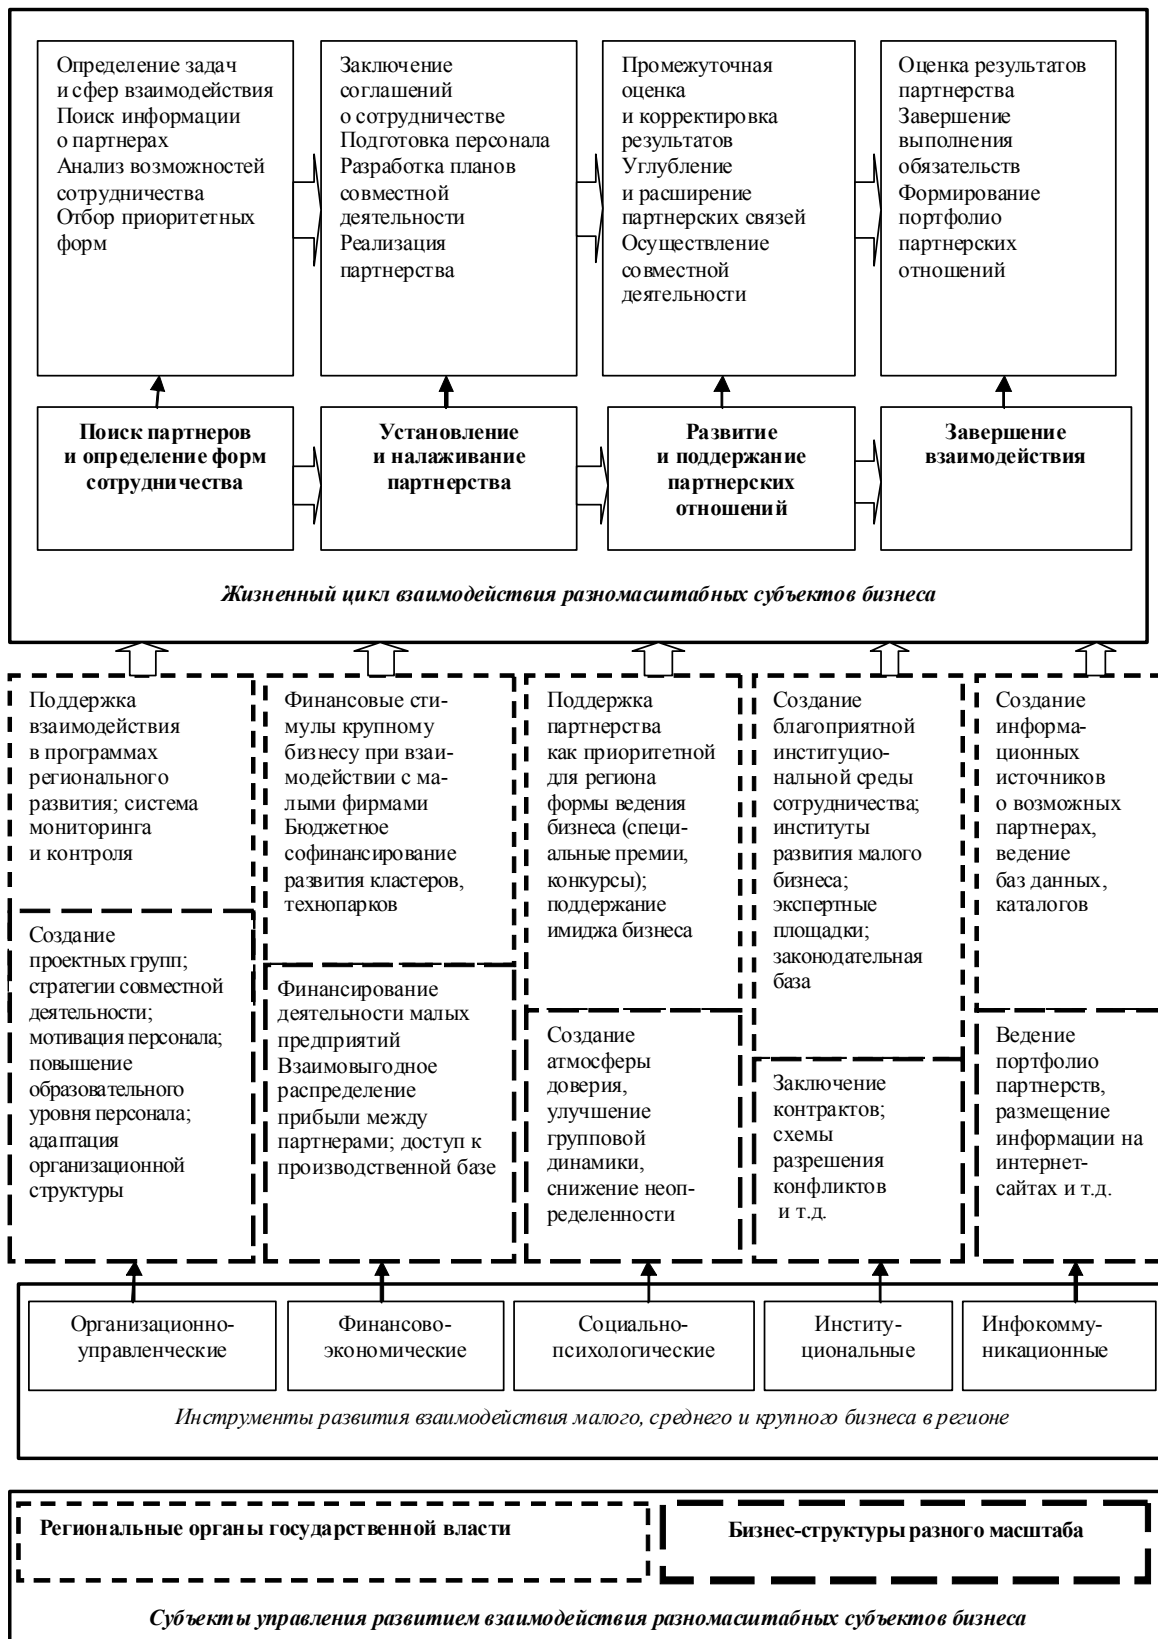 Определение задач
и сфер взаимодействия
Поиск информации
о партнерах
Анализ возможностей
сотрудничества
Отбор приоритетных
форм
Заключение
соглашений
о сотрудничестве
Подготовка персонала
Разработка планов
совместной
деятельности
Реализация
партнерства
Промежуточная
оценка
и корректировка
результатов
Углубление
и расширение
партнерских связей
Осуществление
совместной
деятельности
Оценка результатов
партнерства
Завершение
выполнения
обязательств
Формирование
портфолио
партнерских
отношений
Поиск партнеров
и определение форм
сотрудничества
Установление
и налаживание
партнерства
Развитие
и поддержание
партнерских
отношений
Завершение
взаимодействия
Жизненный цикл взаимодействия разномасштабных субъектов бизнеса
Поддержка
взаимодействия
в программах
регионального
развития; система
мониторинга
и контроля
Финансовые сти-
мулы крупному
бизнесу при взаи-
модействии с ма-
лыми фирмами
Бюджетное
софинансирование
развития кластеров,
технопарков
Поддержка
партнерства
как приоритетной
для региона
формы ведения
бизнеса (специ-
альные премии,
конкурсы);
поддержание
имиджа бизнеса
Создание
благоприятной
институцио-
нальной среды
сотрудничества;
институты
развития малого
бизнеса;
экспертные
площадки;
законодательная
база
Создание
информа-
ционных
источников
о возможных
партнерах,
ведение
баз данных,
каталогов
Создание
проектных групп;
стратегии совместной
деятельности;
мотивация персонала;
повышение
образовательного
уровня персонала;
адаптация
организационной
структуры
Финансирование
деятельности малых
предприятий
Взаимовыгодное
распределение
прибыли между
партнерами; доступ к
производственной базе
Создание
атмосферы
доверия,
улучшение
групповой
динамики,
снижение неоп-
ределенности
Заключение
контрактов;
схемы
разрешения
конфликтов
и т.д.
Ведение
портфолио
партнерств,
размещение
информации на
интернет-
сайтах и т.д.
Организационно-
управленческие
Финансово-
экономические
Социально-
психологические
Инститy-
циональные
Инфокомму-
никационные
Инструменты развития взаимодействия малого, среднего и крупного бизнеса в регионе
Региональные органы государственной власти
Бизнес-структуры разного масштаба
Субъекты управления развитием взаимодействия разномасштабных субъектов бизнеса